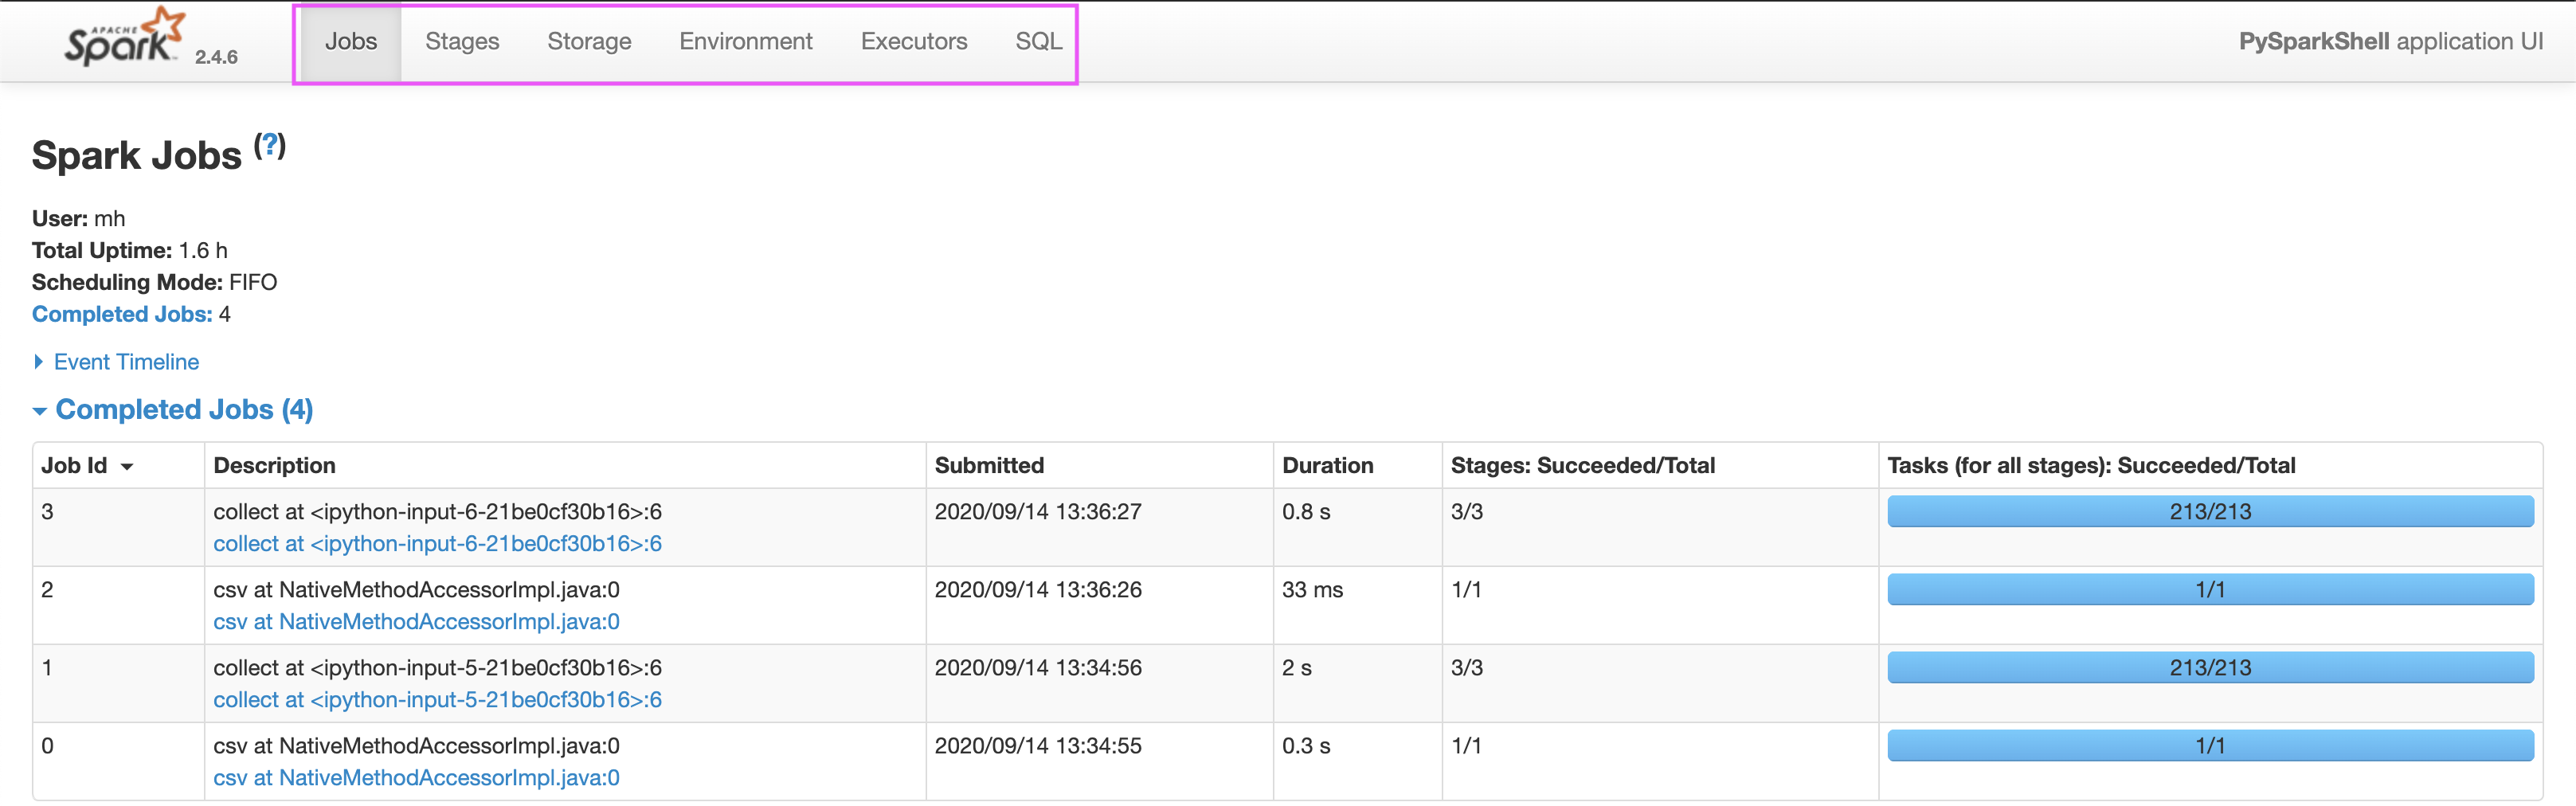 APACHE
Spark 2.4.6 Jobs Stages Storage Environment Executors SQL PySparkShell application UI
Spark Jobs (?)
User: mh
Total Uptime: 1.6 h
Scheduling Mode: FIFO
Completed Jobs: 4
Event Timeline
Completed Jobs (4)
Job Id Description Submitted Duration Stages: Succeeded/Total Tasks (for all stages): Succeeded/Total
3 collect at <ipython-input-6-21be0cf30b16>:6 2020/09/14 13:36:27 0.8 s 3/3 213/213
collect at <ipython-input-6-21be0cf30b16>:6
2 csv at NativeMethodAccessorImpl.java:0 2020/09/14 13:36:26 33 ms 1/1 1/1
csv at NativeMethodAccessorImpl.java:0
1 collect at <ipython-input-5-21be0cf30b16>:6 2020/09/14 13:34:56 2 s 3/3 213/213
collect at <ipython-input-5-21be0cf30b16>:6
0 csv at NativeMethodAccessorImpl.java:0 2020/09/14 13:34:55 0.3 s 1/1 1/1
csv at NativeMethodAccessorImpl.java:0